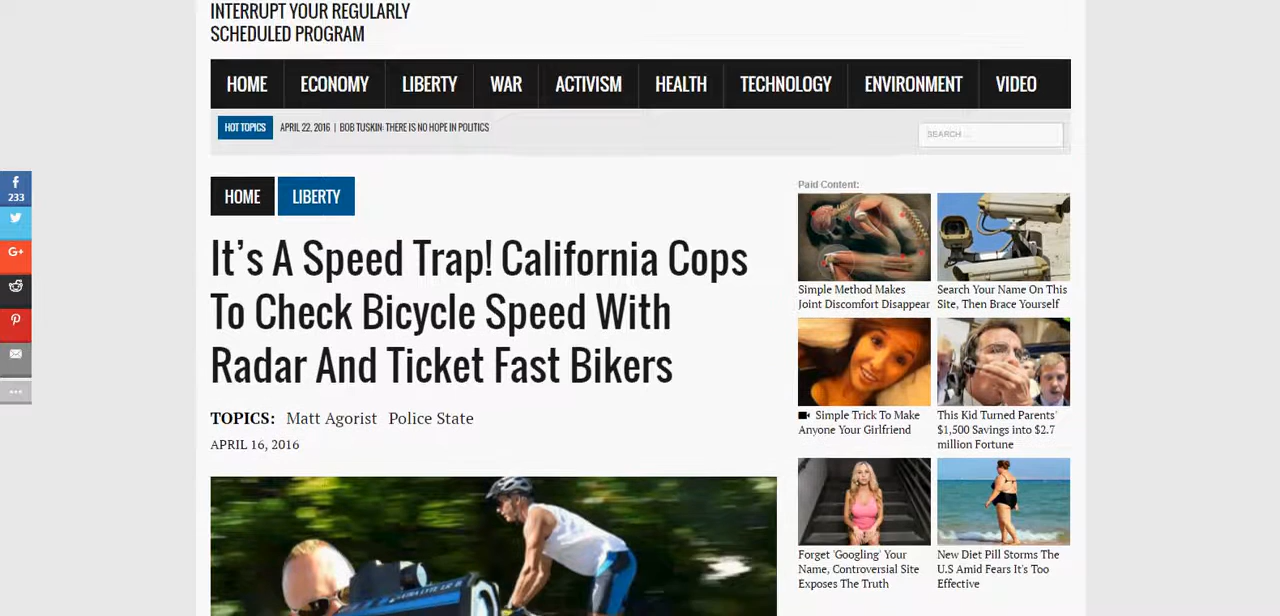 INTERRUPT YOUR REGULARLY
SCHEDULED PROGRAM
HOME ECONOMY LIBERTY WAR ACTIVISM HEALTH TECHNOLOGY ENVIRONMENT VIDEO
HOT TOPICS APRIL 22, 2016 | BOB TUSKIN: THERE IS NO HOPE IN POLITICS
SEARCH …
233
G+
HOME LIBERTY
It’s A Speed Trap! California Cops
To Check Bicycle Speed With
Radar And Ticket Fast Bikers
TOPICS: Matt Agorist Police State
APRIL 16, 2016
Paid Content:
Simple Method Makes
Joint Discomfort Disappear
Search Your Name On This
Site, Then Brace Yourself
Simple Trick To Make
Anyone Your Girlfriend
This Kid Turned Parents'
$1,500 Savings into $2.7
million Fortune
Forget 'Googling' Your
Name, Controversial Site
Exposes The Truth
New Diet Pill Storms The
U.S Amid Fears It's Too
Effective